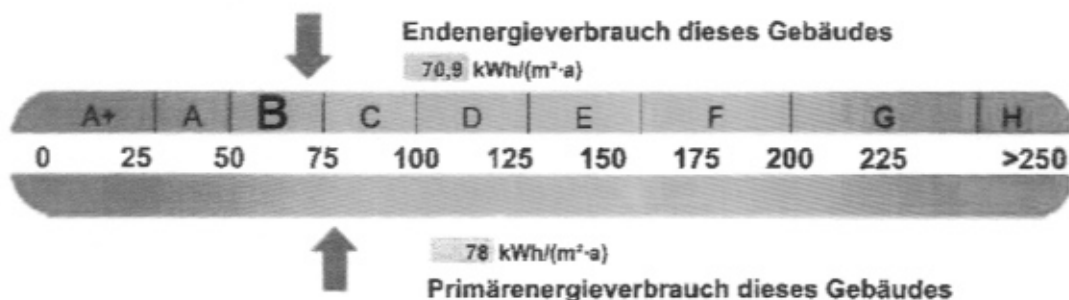 Endenergieverbrauch dieses Gebäudes
70,9 kWh/(m²·a)
A+ A B C D E F G H
0 25 50 75 100 125 150 175 200 225 >250
78 kWh/(m²·a)
Primärenergieverbrauch dieses Gebäudes